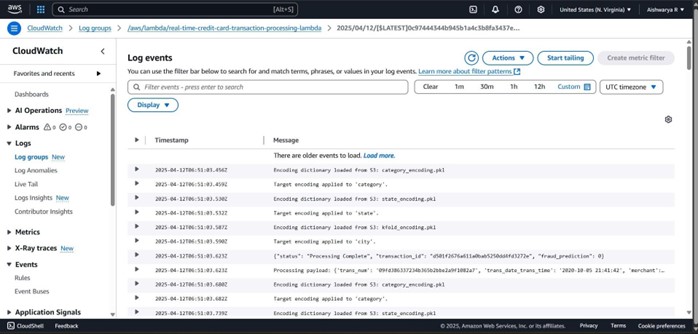 aws
Search
[Alt+S]
United States (N. Virginia)
Aishwarya R
CloudWatch
Log groups
/aws/lambda/real-time-credit-card-transaction-processing-lambda
CloudWatch
Favorites and recents
Dashboards
AI Operations Preview
Alarms 0 0 0
Logs
Log groups New
Log Anomalies
Live Tail
Logs Insights New
Contributor Insights
Metrics
X-Ray traces New
Events
Rules
Event Buses
Application Signals
Log events
Actions
Start tailing
Create metric filter
You can use the filter bar below to search for and match terms, phrases, or values in your log events. Learn more about filter patterns
Filter events - press enter to search
Clear 1m 30m 1h 12h Custom
UTC timezone
Display
Timestamp Message
There are older events to load. Load more.
2025-04-12T06:51:03.456Z Encoding dictionary loaded from S3: category_encoding.pkl
2025-04-12T06:51:03.459Z Target encoding applied to 'category'.
2025-04-12T06:51:03.530Z Encoding dictionary loaded from S3: state_encoding.pkl
2025-04-12T06:51:03.532Z Target encoding applied to 'state'.
2025-04-12T06:51:03.587Z Encoding dictionary loaded from S3: kfold_encoding.pkl
2025-04-12T06:51:03.590Z Target encoding applied to 'city'.
2025-04-12T06:51:03.623Z {"status": "Processing Complete", "transaction_id": "d501f2676a611a0bab5250dd4fd3272e", "fraud_prediction": 0}
2025-04-12T06:51:03.623Z Processing payload: {'trans_num': 'trans_date_trans_time': '2020-10-05 21:41:42', 'merchant':…
2025-04-12T06:51:03.680Z Encoding dictionary loaded from S3: category_encoding.pkl
2025-04-12T06:51:03.682Z Target encoding applied to 'category'.
2025-04-12T06:51:03.739Z Encoding dictionary loaded from S3: state_encoding.pkl
CloudShell Feedback
© 2025, Amazon Web Services, Inc. or its affiliates.
Privacy Terms Cookie preferences